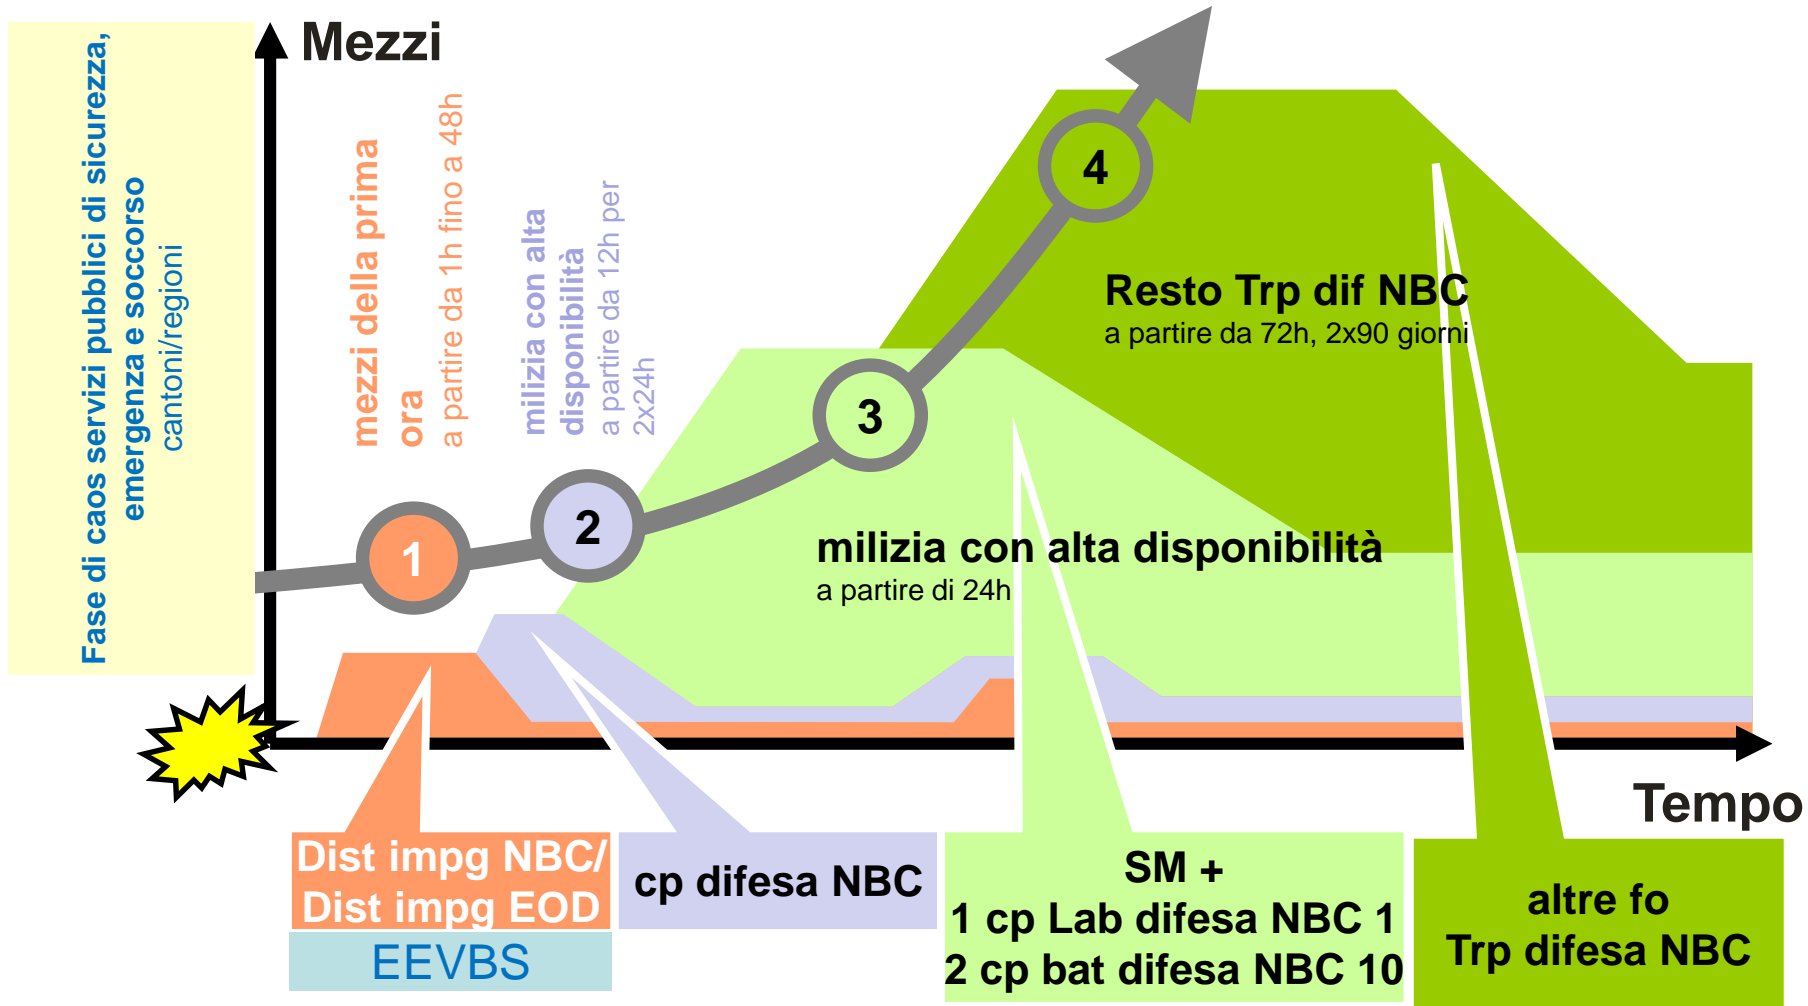 Fase di caos servizi pubblici di sicurezza,
emergenza e soccorso
cantoni/regioni
Mezzi
mezzi della prima
ora
a partire da 1h fino a 48h
milizia con alta
disponibilità
a partire da 12h per
2x24h
1
2
3
4
Resto Trp dif NBC
a partire da 72h, 2x90 giorni
milizia con alta disponibilità
a partire di 24h
Tempo
Dist impg NBC/
Dist impg EOD
EEVBS
cp difesa NBC
SM +
1 cp Lab difesa NBC 1
2 cp bat difesa NBC 10
altre fo
Trp difesa NBC